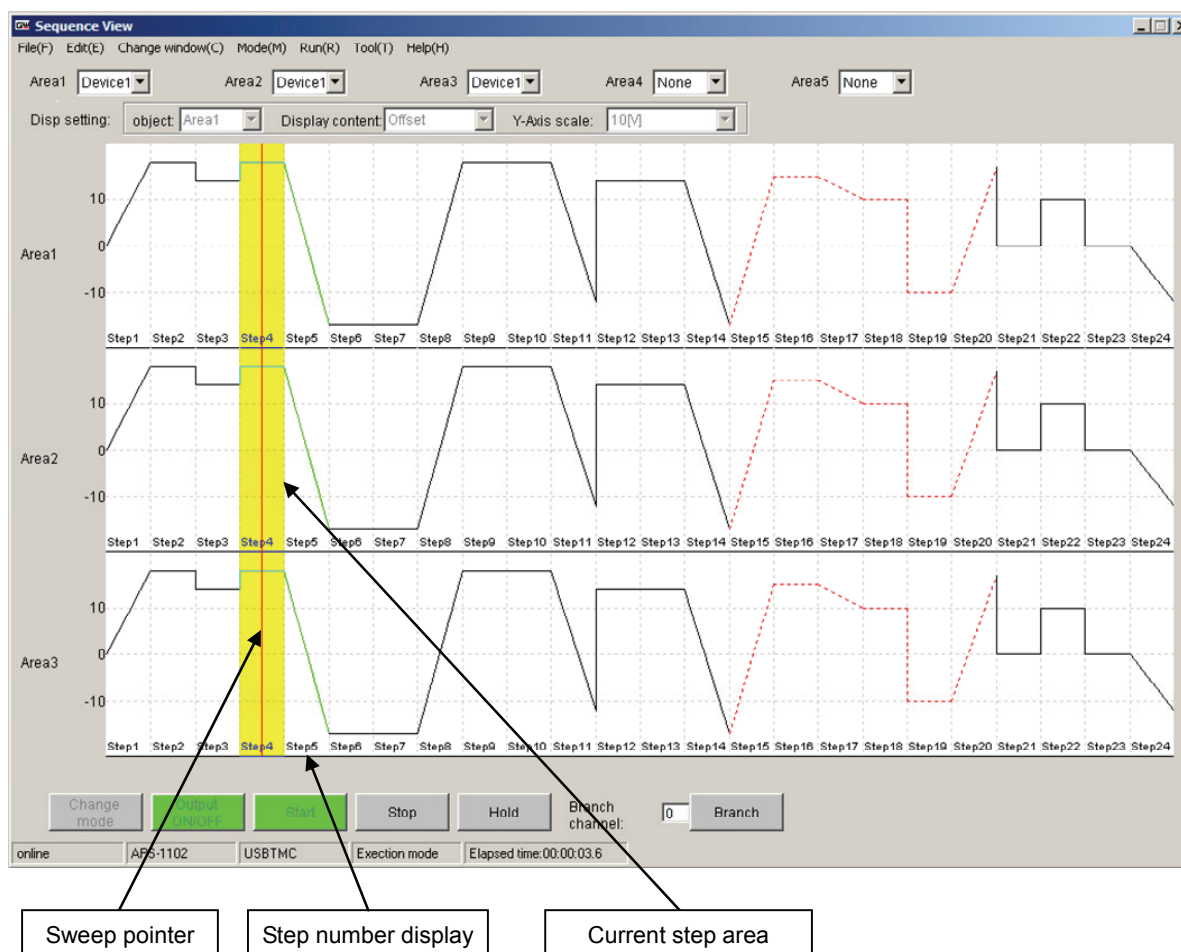 Sequence View
File(F) Edit(E) Change window(C) Mode(M) Run(R) Tool(T) Help(H)
Area1 Device1 Area2 Device1 Area3 Device1 Area4 None Area5 None
Disp setting: object: Area1 Display content: Offset Y-Axis scale: 10[V]
10
0
-10
Area1
Step1 Step2 Step3 Step4 Step5 Step6 Step7 Step8 Step9 Step10 Step11 Step12 Step13 Step14 Step15 Step16 Step17 Step18 Step19 Step20 Step21 Step22 Step23 Step24
10
0
-10
Area2
Step1 Step2 Step3 Step4 Step5 Step6 Step7 Step8 Step9 Step10 Step11 Step12 Step13 Step14 Step15 Step16 Step17 Step18 Step19 Step20 Step21 Step22 Step23 Step24
10
0
-10
Area3
Step1 Step2 Step3 Step4 Step5 Step6 Step7 Step8 Step9 Step10 Step11 Step12 Step13 Step14 Step15 Step16 Step17 Step18 Step19 Step20 Step21 Step22 Step23 Step24
Change mode Output ON/OFF Start Stop Hold Branch channel: 0 Branch
online APS-1102 USBTMC Exection mode Elapsed time:00:00:03.6
Sweep pointer Step number display Current step area